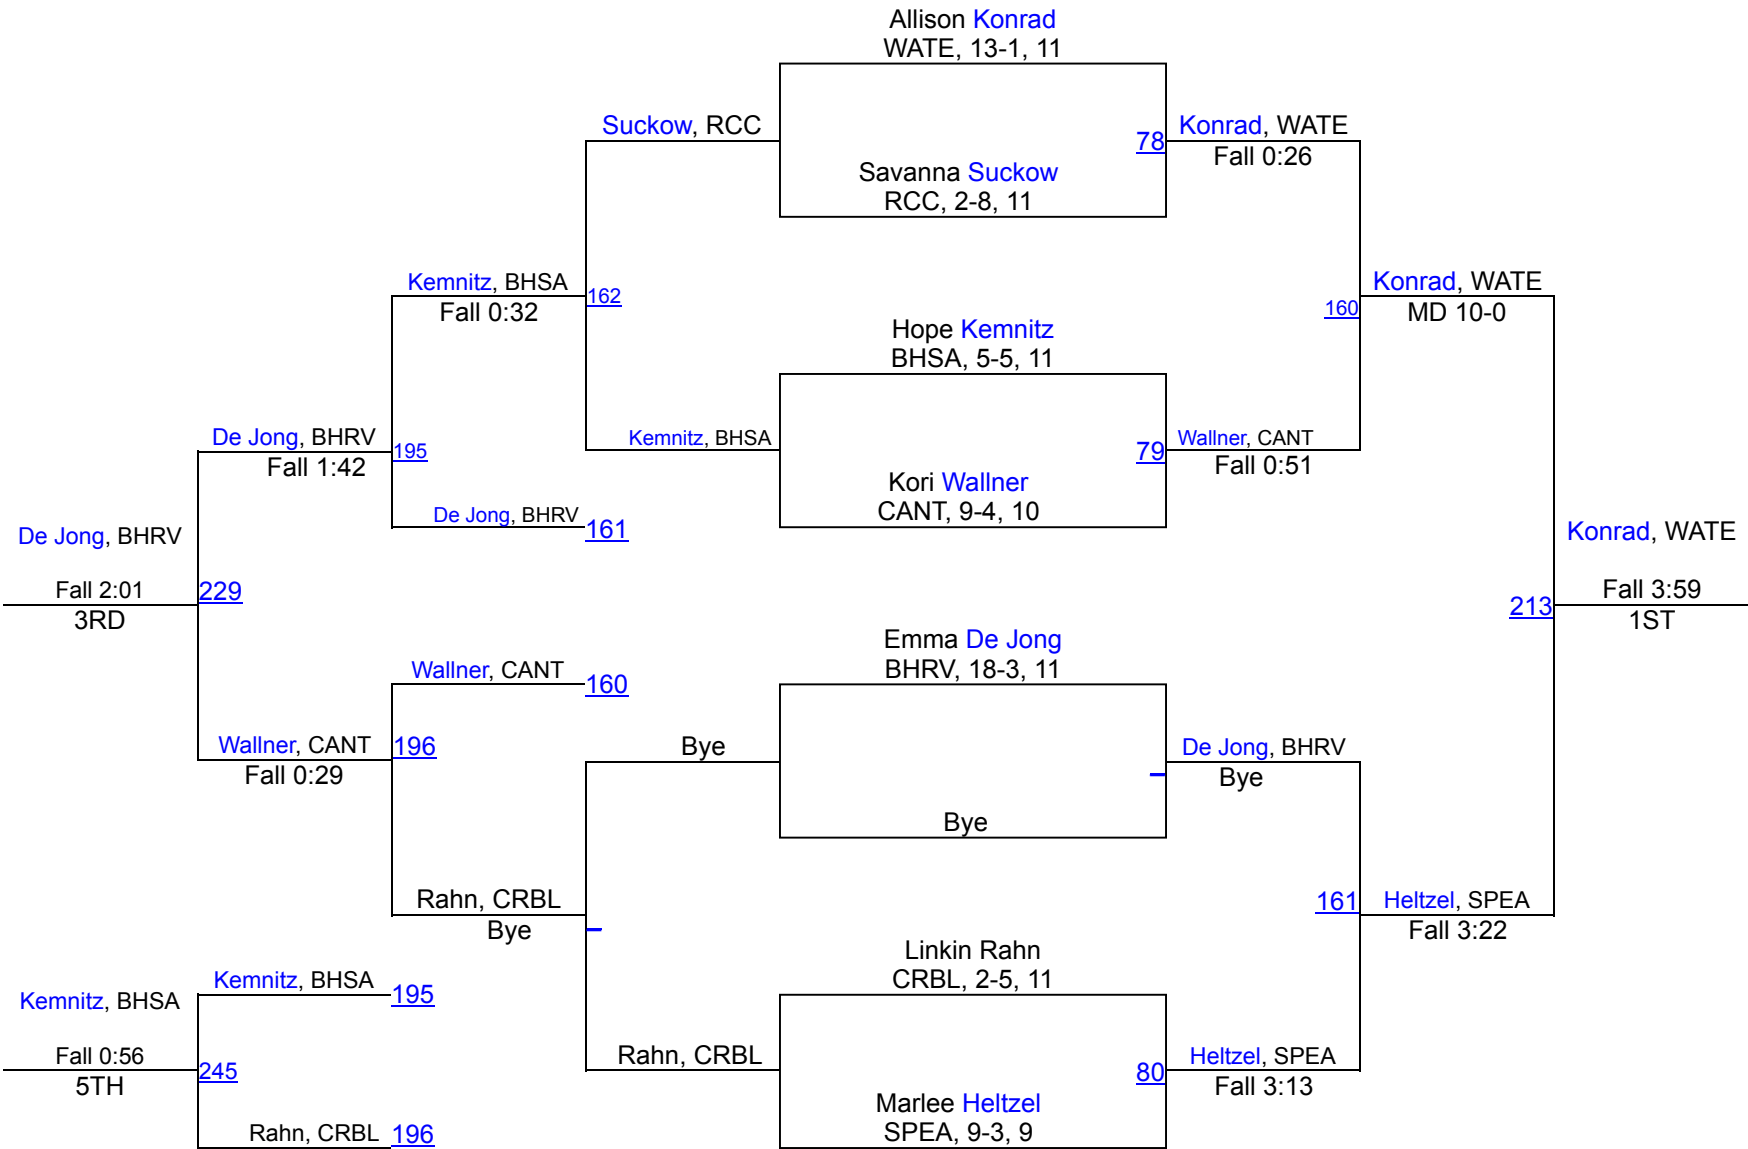 Allison Konrad
WATE, 13-1, 11
Suckow, RCC
78
Konrad, WATE
Fall 0:26
Savanna Suckow
RCC, 2-8, 11
Kemnitz, BHSA
Fall 0:32
162
Konrad, WATE
160
MD 10-0
Hope Kemnitz
BHSA, 5-5, 11
De Jong, BHRV
Fall 1:42
195
Kemnitz, BHSA
79
Wallner, CANT
Fall 0:51
Kori Wallner
CANT, 9-4, 10
De Jong, BHRV
161
De Jong, BHRV
Fall 2:01
3RD
229
Konrad, WATE
213
Fall 3:59
1ST
Emma De Jong
BHRV, 18-3, 11
Wallner, CANT
160
Wallner, CANT
Fall 0:29
196
Bye
De Jong, BHRV
Bye
Bye
Rahn, CRBL
Bye
161
Heltzel, SPEA
Fall 3:22
Linkin Rahn
CRBL, 2-5, 11
Kemnitz, BHSA
195
Kemnitz, BHSA
Fall 0:56
5TH
245
Rahn, CRBL
80
Heltzel, SPEA
Fall 3:13
Marlee Heltzel
SPEA, 9-3, 9
Rahn, CRBL
196